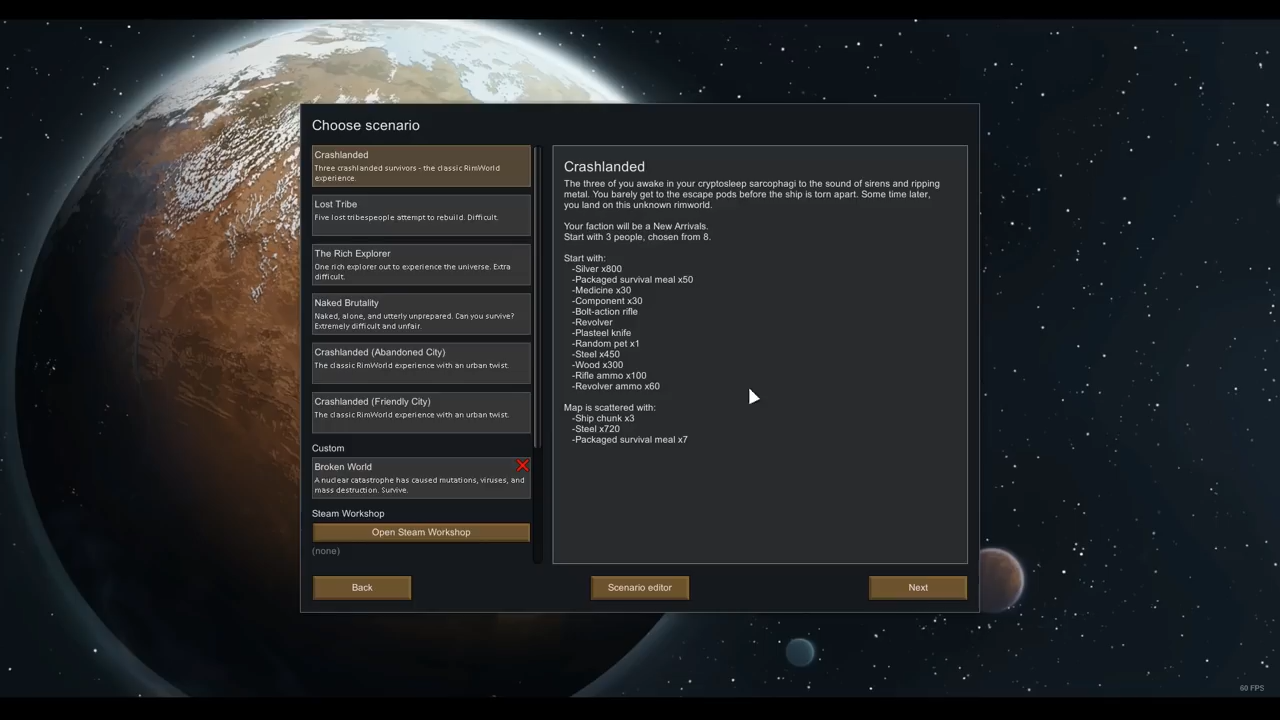 Choose scenario
Crashlanded
Three crashlanded survivors - the classic RimWorld
experience.
Lost Tribe
Five lost tribespeople attempt to rebuild. Difficult.
The Rich Explorer
One rich explorer out to experience the universe. Extra
difficult.
Naked Brutality
Naked, alone, and utterly unprepared. Can you survive?
Extremely difficult and unfair.
Crashlanded (Abandoned City)
The classic RimWorld experience with an urban twist.
Crashlanded (Friendly City)
The classic RimWorld experience with an urban twist.
Custom
Broken World
A nuclear catastrophe has caused mutations, viruses, and
mass destruction. Survive.
Steam Workshop
Open Steam Workshop
(none)
Crashlanded
The three of you awake in your cryptosleep sarcophagi to the sound of sirens and ripping
metal. You barely get to the escape pods before the ship is torn apart. Some time later,
you land on this unknown rimworld.
Your faction will be a New Arrivals.
Start with 3 people, chosen from 8.
Start with:
-Silver x800
-Packaged survival meal x50
-Medicine x30
-Component x30
-Bolt-action rifle
-Revolver
-Plasteel knife
-Random pet x1
-Steel x450
-Wood x300
-Rifle ammo x100
-Revolver ammo x60
Map is scattered with:
-Ship chunk x3
-Steel x720
-Packaged survival meal x7
Back
Scenario editor
Next
60 FPS